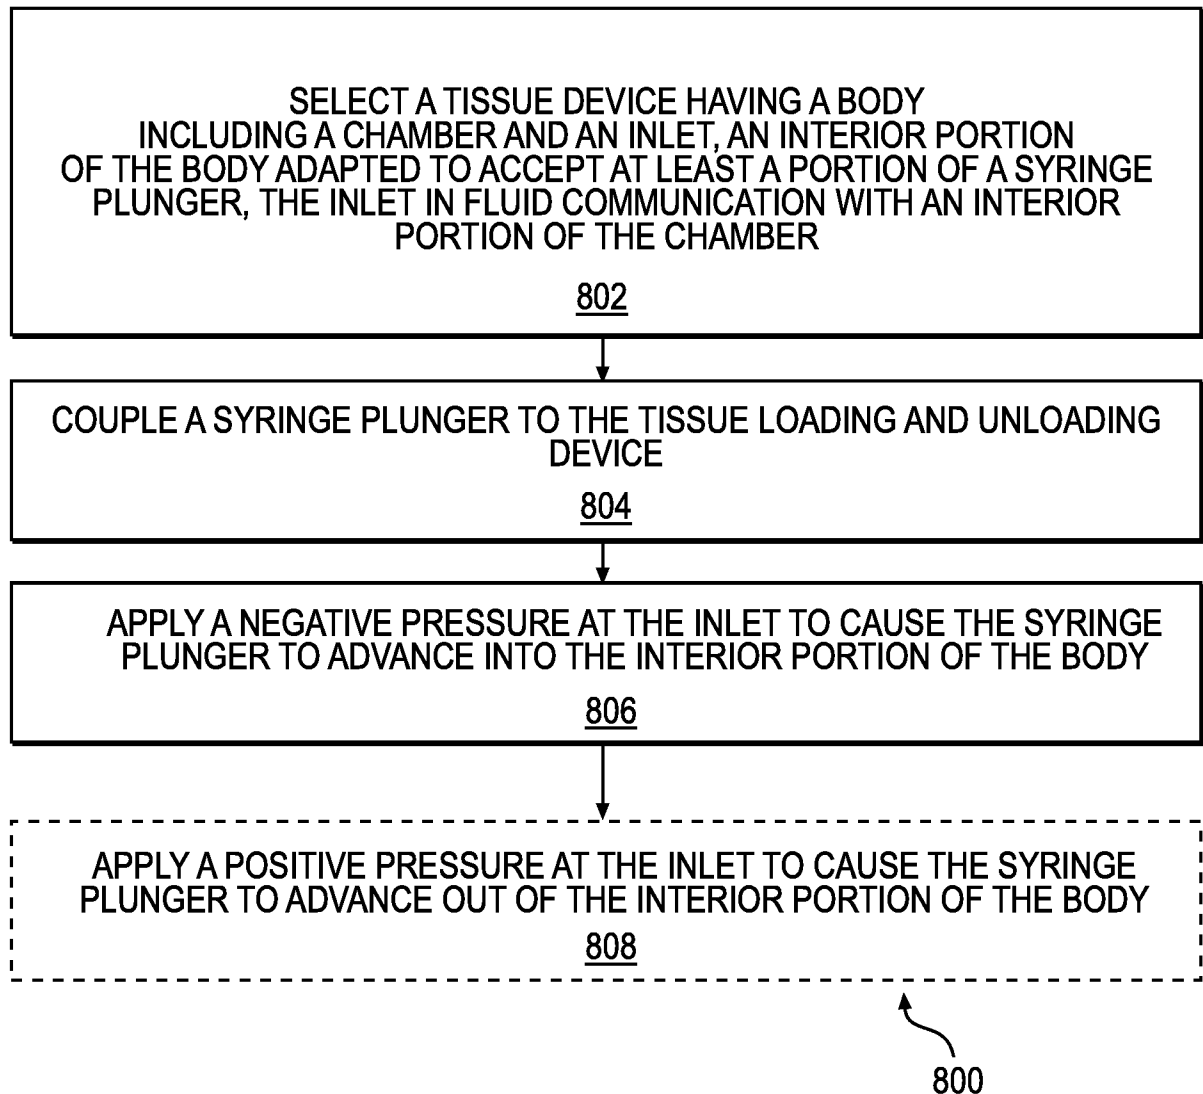 SELECT A TISSUE DEVICE HAVING A BODY
INCLUDING A CHAMBER AND AN INLET, AN INTERIOR PORTION
OF THE BODY ADAPTED TO ACCEPT AT LEAST A PORTION OF A SYRINGE
PLUNGER, THE INLET IN FLUID COMMUNICATION WITH AN INTERIOR
PORTION OF THE CHAMBER
802
COUPLE A SYRINGE PLUNGER TO THE TISSUE LOADING AND UNLOADING
DEVICE
804
APPLY A NEGATIVE PRESSURE AT THE INLET TO CAUSE THE SYRINGE
PLUNGER TO ADVANCE INTO THE INTERIOR PORTION OF THE BODY
806
APPLY A POSITIVE PRESSURE AT THE INLET TO CAUSE THE SYRINGE
PLUNGER TO ADVANCE OUT OF THE INTERIOR PORTION OF THE BODY
808
800